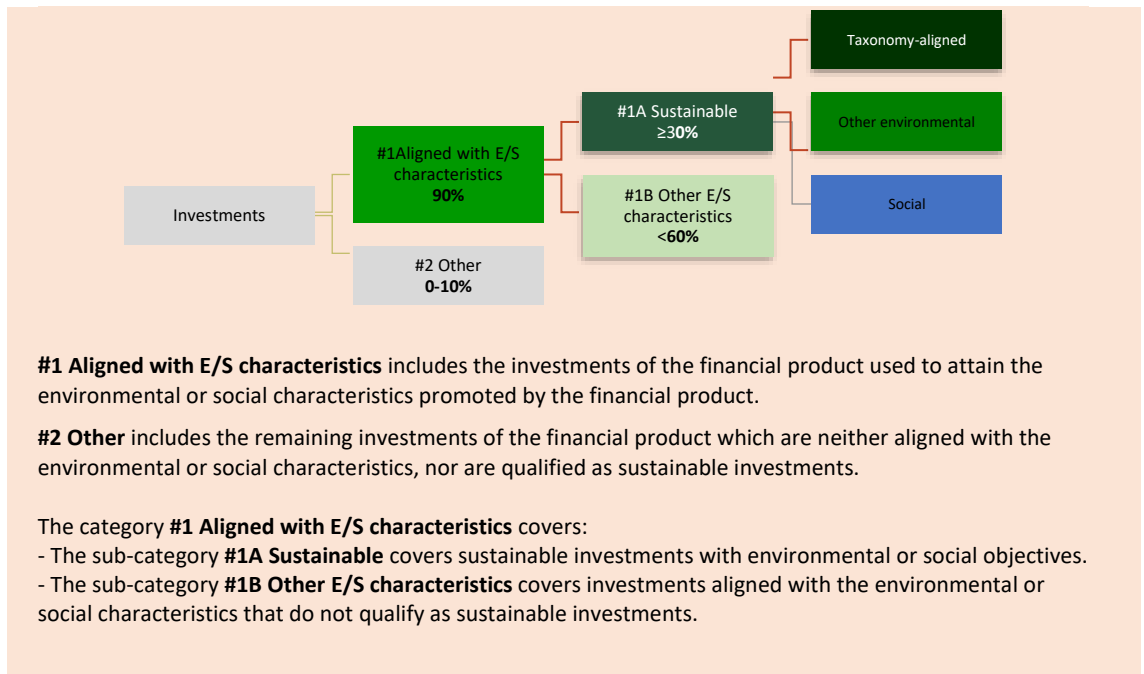 Taxonomy-aligned
#1A Sustainable
≥30%
Other environmental
#1Aligned with E/S
characteristics
90%
#1B Other E/S
characteristics
<60%
Social
Investments
#2 Other
0-10%
#1 Aligned with E/S characteristics includes the investments of the financial product used to attain the
environmental or social characteristics promoted by the financial product.
#2 Other includes the remaining investments of the financial product which are neither aligned with the
environmental or social characteristics, nor are qualified as sustainable investments.
The category #1 Aligned with E/S characteristics covers:
- The sub-category #1A Sustainable covers sustainable investments with environmental or social objectives.
- The sub-category #1B Other E/S characteristics covers investments aligned with the environmental or
social characteristics that do not qualify as sustainable investments.